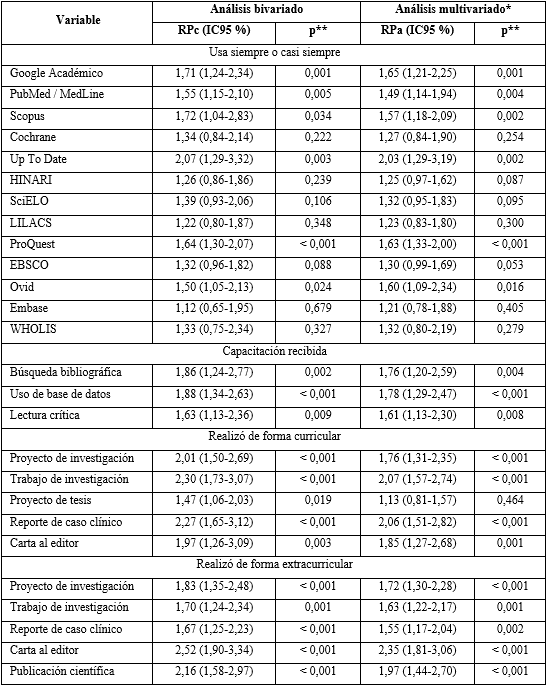 Variable Análisis bivariado Análisis multivariado*
RPc (IC95 %) p** RPa (IC95 %) p**
Usa siempre o casi siempre
Google Académico 1,71 (1,24-2,34) 0,001 1,65 (1,21-2,25) 0,001
PubMed / MedLine 1,55 (1,15-2,10) 0,005 1,49 (1,14-1,94) 0,004
Scopus 1,72 (1,04-2,83) 0,034 1,57 (1,18-2,09) 0,002
Cochrane 1,34 (0,84-2,14) 0,222 1,27 (0,84-1,90) 0,254
Up To Date 2,07 (1,29-3,32) 0,003 2,03 (1,29-3,19) 0,002
HINARI 1,26 (0,86-1,86) 0,239 1,25 (0,97-1,62) 0,087
SciELO 1,39 (0,93-2,06) 0,106 1,32 (0,95-1,83) 0,095
LILACS 1,22 (0,80-1,87) 0,348 1,23 (0,83-1,80) 0,300
ProQuest 1,64 (1,30-2,07) < 0,001 1,63 (1,33-2,00) < 0,001
EBSCO 1,32 (0,96-1,82) 0,088 1,30 (0,99-1,69) 0,053
Ovid 1,50 (1,05-2,13) 0,024 1,60 (1,09-2,34) 0,016
Embase 1,12 (0,65-1,95) 0,679 1,21 (0,78-1,88) 0,405
WHOLIS 1,33 (0,75-2,34) 0,327 1,32 (0,80-2,19) 0,279
Capacitación recibida
Búsqueda bibliográfica 1,86 (1,24-2,77) 0,002 1,76 (1,20-2,59) 0,004
Uso de base de datos 1,88 (1,34-2,63) < 0,001 1,78 (1,29-2,47) < 0,001
Lectura crítica 1,63 (1,13-2,36) 0,009 1,61 (1,13-2,30) 0,008
Realizó de forma curricular
Proyecto de investigación 2,01 (1,50-2,69) < 0,001 1,76 (1,31-2,35) < 0,001
Trabajo de investigación 2,30 (1,73-3,07) < 0,001 2,07 (1,57-2,74) < 0,001
Proyecto de tesis 1,47 (1,06-2,03) 0,019 1,13 (0,81-1,57) 0,464
Reporte de caso clínico 2,27 (1,65-3,12) < 0,001 2,06 (1,51-2,82) < 0,001
Carta al editor 1,97 (1,26-3,09) 0,003 1,85 (1,27-2,68) 0,001
Realizó de forma extracurricular
Proyecto de investigación 1,83 (1,35-2,48) < 0,001 1,72 (1,30-2,28) < 0,001
Trabajo de investigación 1,70 (1,24-2,34) 0,001 1,63 (1,22-2,17) 0,001
Reporte de caso clínico 1,67 (1,25-2,23) < 0,001 1,55 (1,17-2,04) 0,002
Carta al editor 2,52 (1,90-3,34) < 0,001 2,35 (1,81-3,06) < 0,001
Publicación científica 2,16 (1,58-2,97) < 0,001 1,97 (1,44-2,70) < 0,001